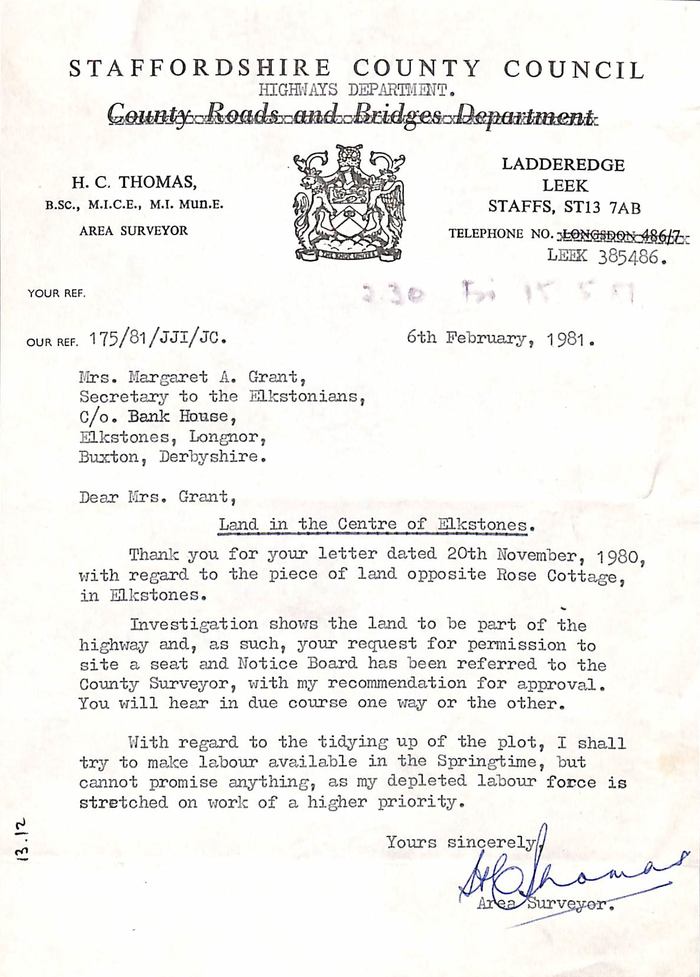 STAFFORDSHIRE COUNTY COUNCIL
HIGHWAYS DEPARTMENT.
County Roads and Bridges Department
H. C. THOMAS,
B.Sc., M.I.C.E., M.I. Mun.E.
AREA SURVEYOR
LADDEREDGE
LEEK
STAFFS, ST13 7AB
TELEPHONE NO. LONGSDON 486/7
LEEK 385486.
YOUR REF.
2.30 Fri 15 5
OUR REF. 175/81/JJI/JC.
6th February, 1981.
Mrs. Margaret A. Grant,
Secretary to the Elkstonians,
C/o. Bank House,
Elkstones, Longnor,
Buxton, Derbyshire.
Dear Mrs. Grant,
Land in the Centre of Elkstones.
Thank you for your letter dated 20th November, 1980,
with regard to the piece of land opposite Rose Cottage,
in Elkstones.
Investigation shows the land to be part of the
highway and, as such, your request for permission to
site a seat and Notice Board has been referred to the
County Surveyor, with my recommendation for approval.
You will hear in due course one way or the other.
With regard to the tidying up of the plot, I shall
try to make labour available in the Springtime, but
cannot promise anything, as my depleted labour force is
stretched on work of a higher priority.
Yours sincerely,
H C Thomas
Area Surveyor.
13.12